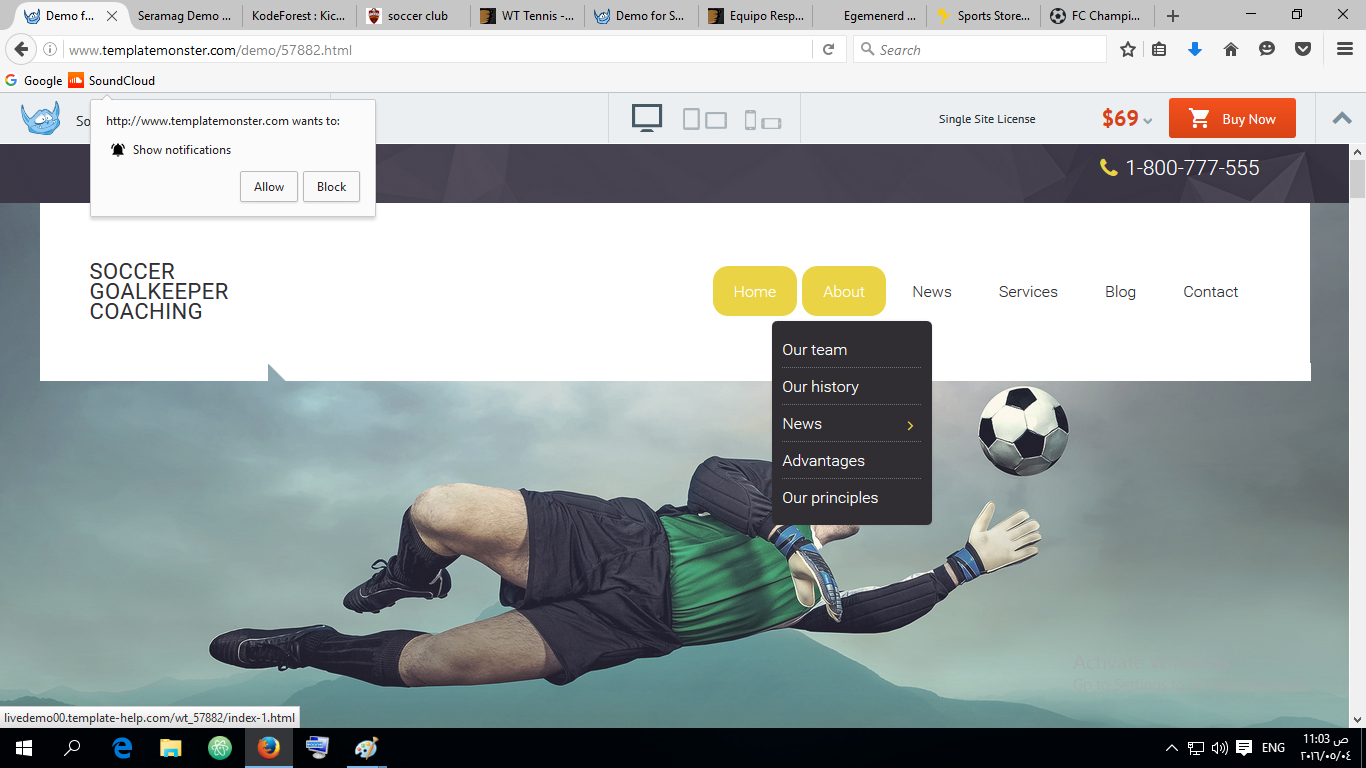 Demo f...
Seramag Demo ...
KodeForest : Kic...
soccer club
WT Tennis -...
Demo for S...
Equipo Resp...
Egemenerd ...
Sports Store...
FC Champi...
www.templatemonster.com/demo/57882.html
Search
Google
SoundCloud
So
Single Site License
$69
Buy Now
http://www.templatemonster.com wants to:
Show notifications
Allow
Block
1-800-777-555
SOCCER
GOALKEEPER
COACHING
Home
About
News
Services
Blog
Contact
Our team
Our history
News
Advantages
Our principles
Activate Windows
livedemo00.template-help.com/wt_57882/index-1.html
ENG
11:03 ص
٢٠١٦/٠٥/٠٤